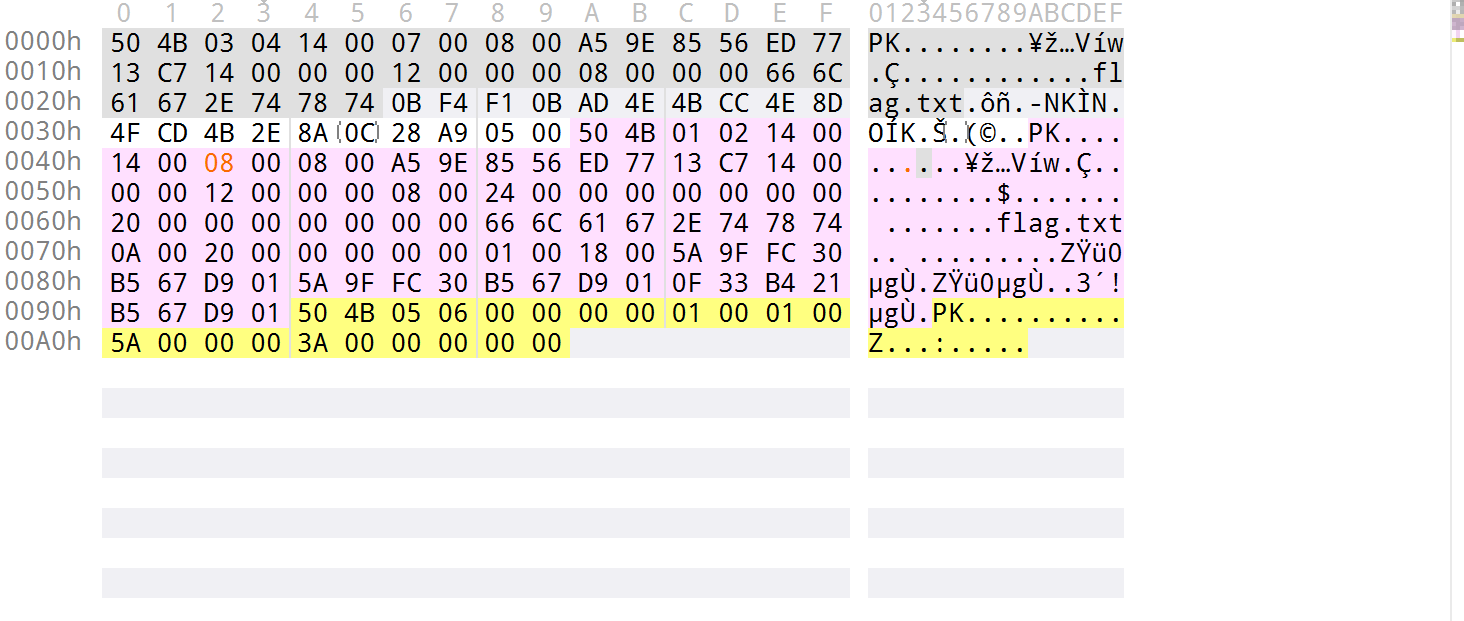 0 1 2 3 4 5 6 7 8 9 A B C D E F 0123456789ABCDEF
0000h 50 4B 03 04 14 00 07 00 08 00 A5 9E 85 56 ED 77 PK........¥ž…Víw
0010h 13 C7 14 00 00 00 12 00 00 00 08 00 00 00 66 6C .Ç............fl
0020h 61 67 2E 74 78 74 0B F4 F1 0B AD 4E 4B CC 4E 8D ag.txt.ôñ.-NKÌN.
0030h 4F CD 4B 2E 8A 0C 28 A9 05 00 50 4B 01 02 14 00 OÍK.Š.(©..PK....
0040h 14 00 08 00 08 00 A5 9E 85 56 ED 77 13 C7 14 00 ......¥ž…Víw.Ç..
0050h 00 00 12 00 00 00 08 00 24 00 00 00 00 00 00 00 ........$.......
0060h 20 00 00 00 00 00 00 00 66 6C 61 67 2E 74 78 74  .......flag.txt
0070h 0A 00 20 00 00 00 00 00 01 00 18 00 5A 9F FC 30 .. .........ZŸü0
0080h B5 67 D9 01 5A 9F FC 30 B5 67 D9 01 0F 33 B4 21 µgÙ.ZŸü0µgÙ..3´!
0090h B5 67 D9 01 50 4B 05 06 00 00 00 00 01 00 01 00 µgÙ.PK..........
00A0h 5A 00 00 00 3A 00 00 00 00 00 Z...:.....